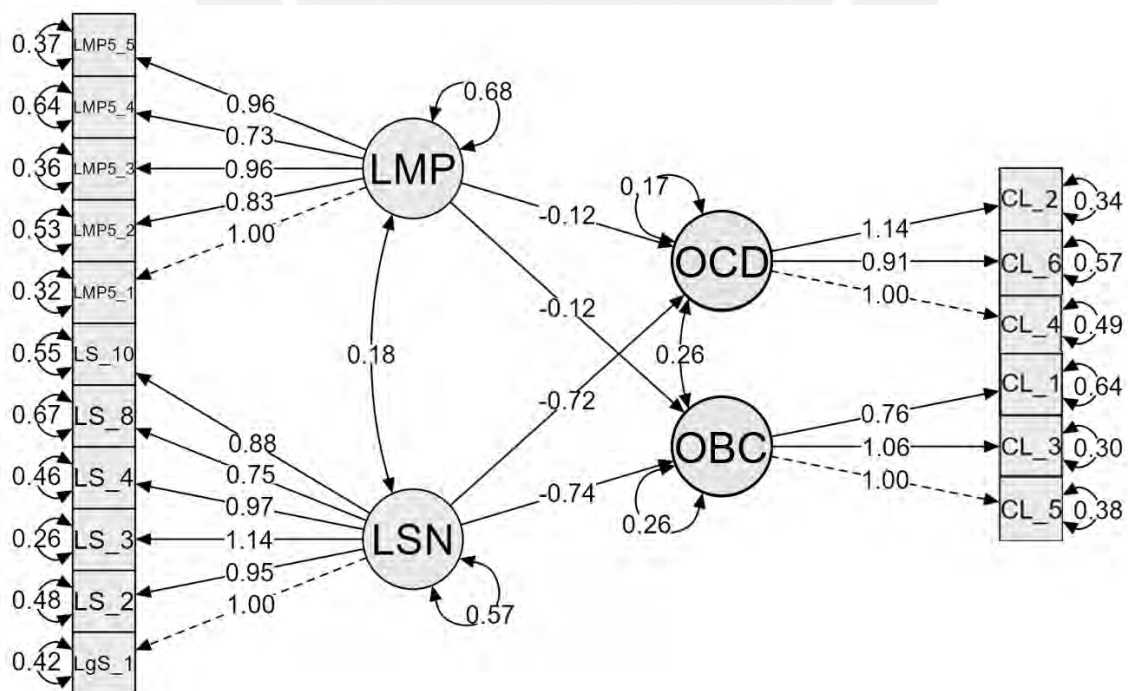 0.37 LMP5_5
0.64 LMP5_4
0.36 LMP5_3
0.53 LMP5_2
0.32 LMP5_1
0.55 LS_10
0.67 LS_8
0.46 LS_4
0.26 LS_3
0.48 LS_2
0.42 LgS_1
0.96
0.73
0.96
0.83
1.00
0.88
0.75
0.97
1.14
0.95
1.00
0.68
LMP
0.18
LSN
0.57
-0.12
-0.12
-0.72
-0.74
0.17
OCD
0.26
OBC
0.26
1.14
0.91
1.00
0.76
1.06
1.00
CL_2 0.34
CL_6 0.57
CL_4 0.49
CL_1 0.64
CL_3 0.30
CL_5 0.38